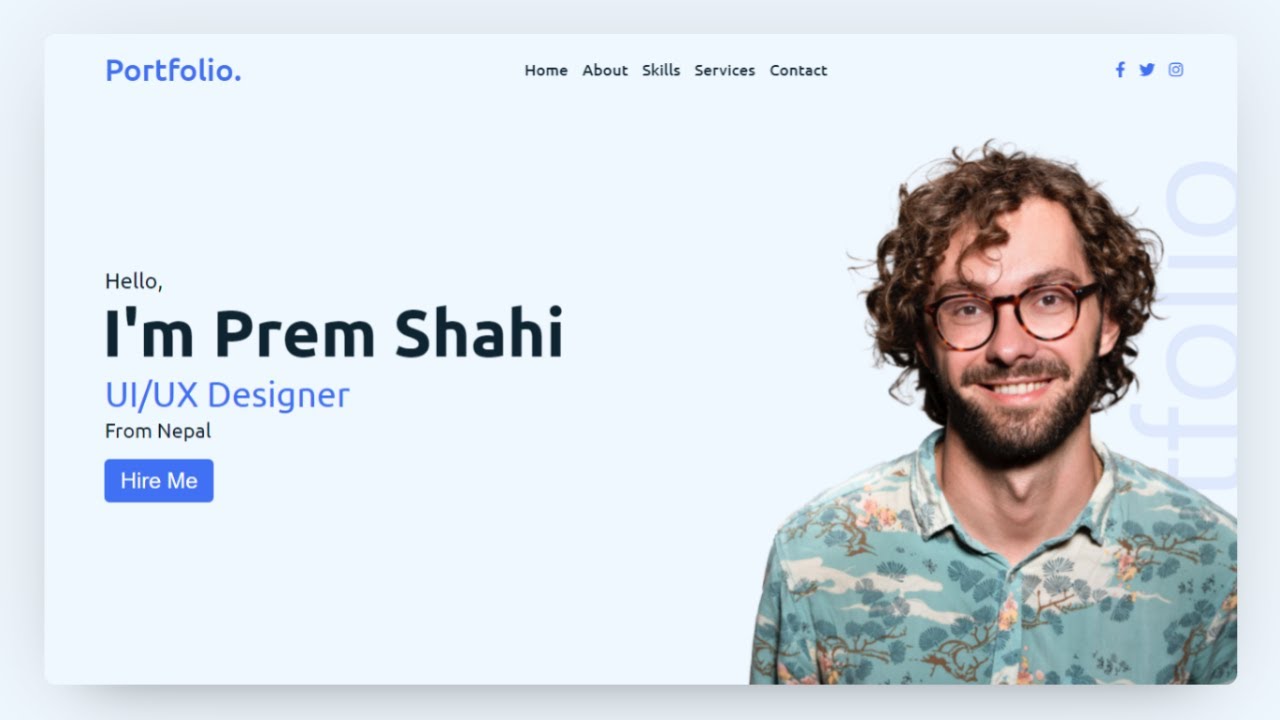 Portfolio.
Home About Skills Services Contact
Hello,
I'm Prem Shahi
UI/UX Designer
From Nepal
Hire Me
tfolio